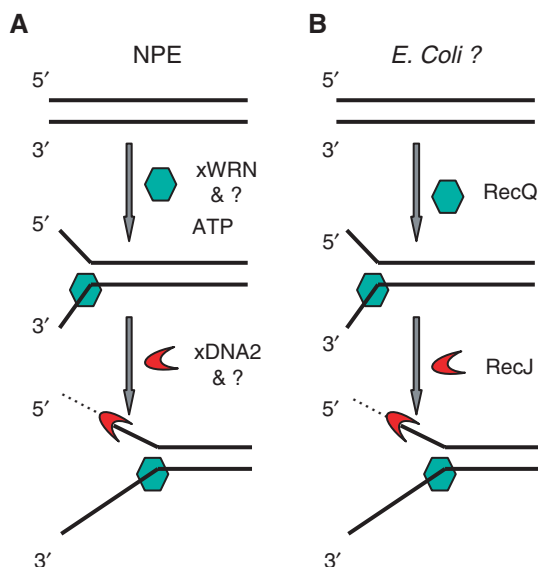 A
NPE
5′
3′
xWRN
& ?
ATP
5′
3′
xDNA2
& ?
5′
3′
B
E. Coli ?
5′
3′
RecQ
5′
3′
RecJ
5′
3′